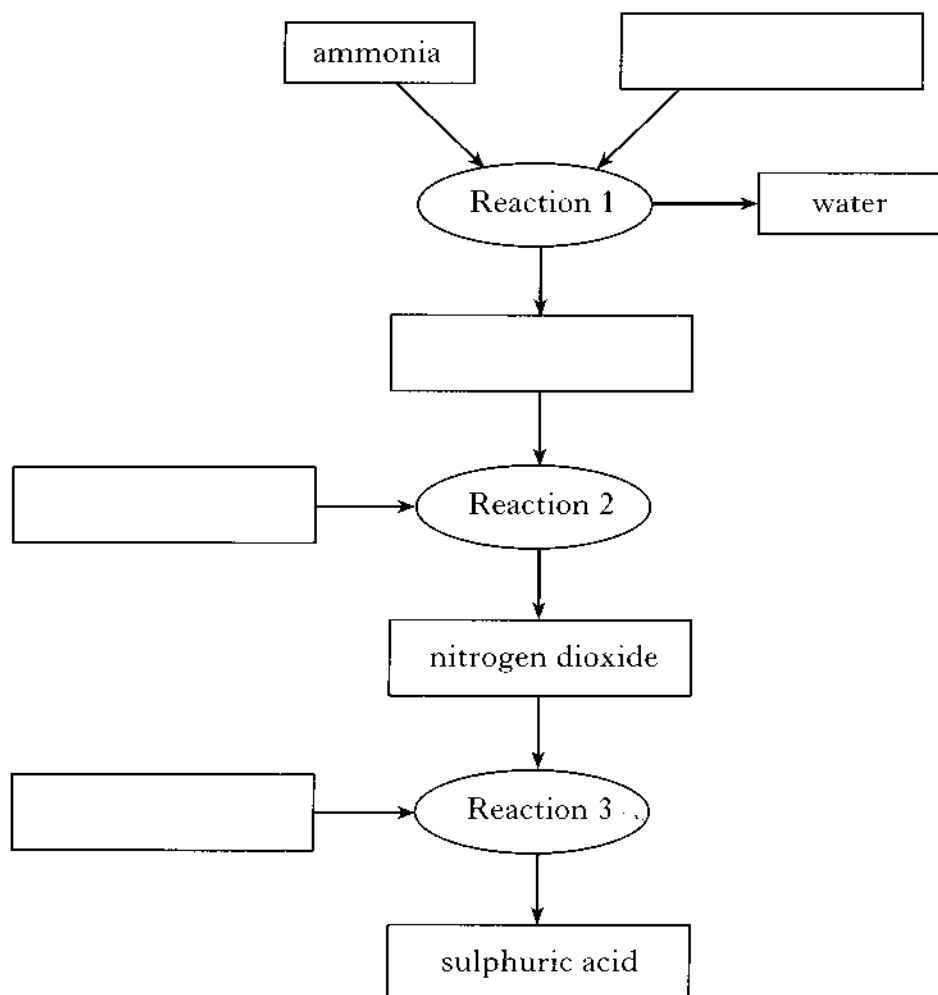 ammonia
Reaction 1
water
Reaction 2
nitrogen dioxide
Reaction 3
sulphuric acid